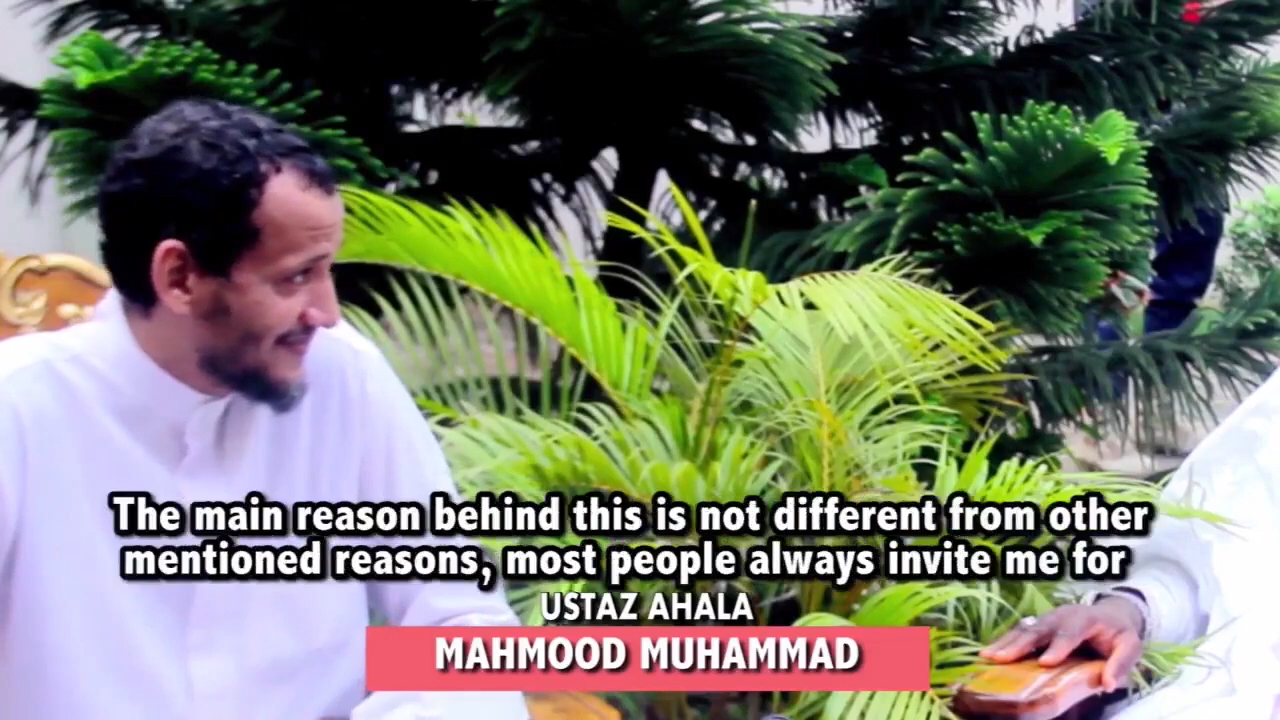 The main reason behind this is not different from other
mentioned reasons, most people always invite me for
USTAZ AHALA
MAHMOOD MUHAMMAD